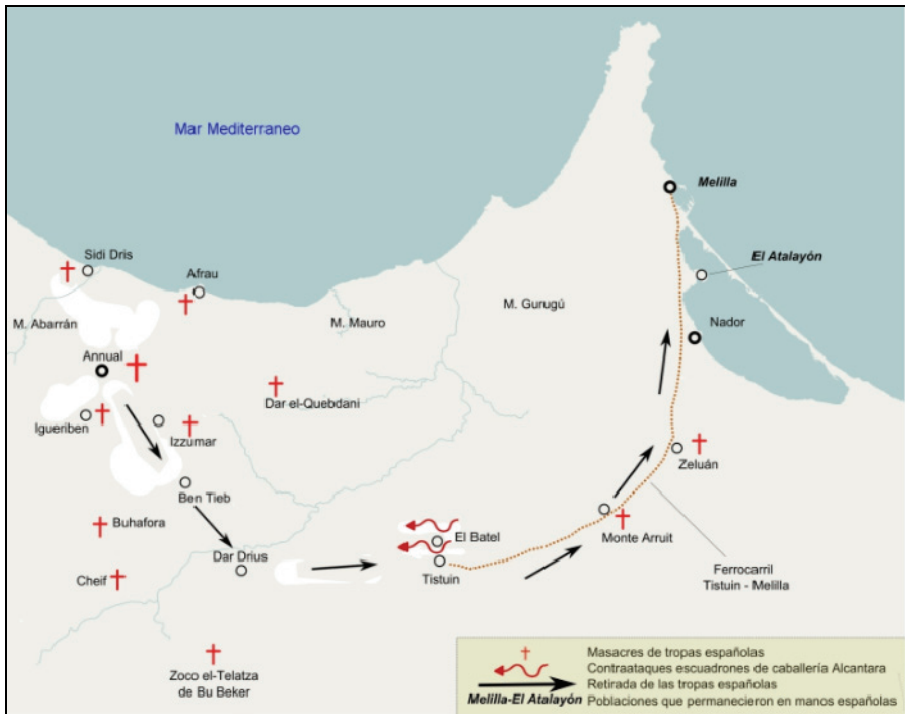 Mar Mediterraneo
Melilla
Sidi Dris
Afrau
El Atalayón
M. Abarrán
M. Mauro
M. Gurugú
Nador
Annual
Dar el-Quebdani
Igueriben
Izzumar
Zeluán
Ben Tieb
Buhafora
El Batel
Monte Arruit
Dar Drius
Cheif
Tistuin
Ferrocarril
Tistuin - Melilla
Zoco el-Telatza
de Bu Beker
Masacres de tropas españolas
Contraataques escuadrones de caballería Alcantara
Retirada de las tropas españolas
Melilla-El Atalayón Poblaciones que permanecieron en manos españolas